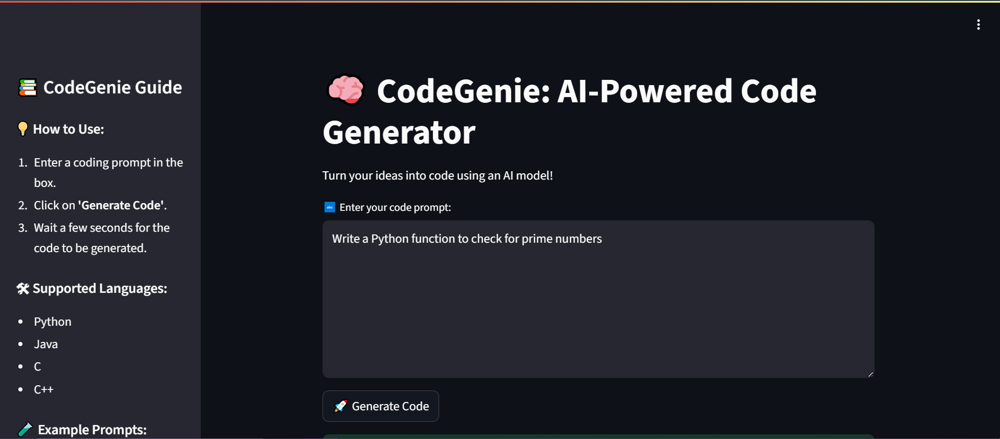 CodeGenie Guide
How to Use:
1. Enter a coding prompt in the
box.
2. Click on 'Generate Code'.
3. Wait a few seconds for the
code to be generated.
Supported Languages:
• Python
• Java
• C
• C++
Example Prompts:
CodeGenie: AI-Powered Code
Generator
Turn your ideas into code using an AI model!
abc Enter your code prompt:
Write a Python function to check for prime numbers
Generate Code